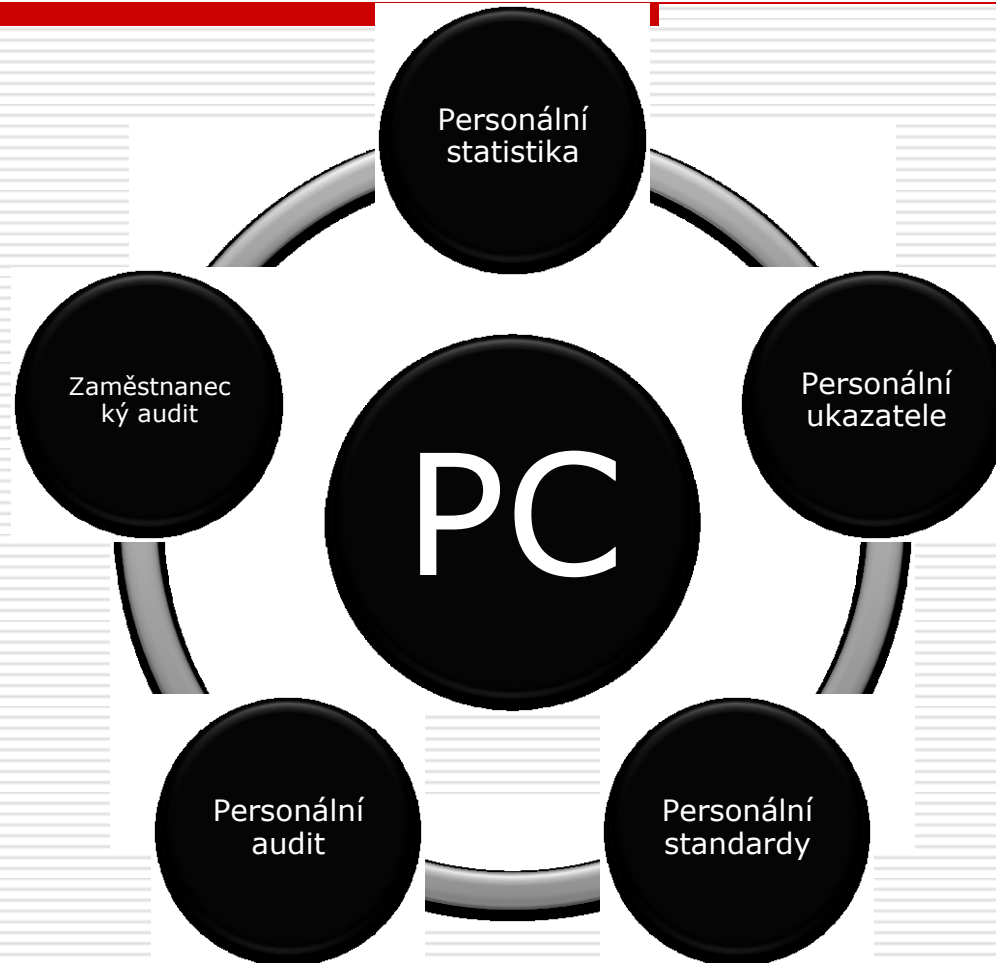 Personální
statistika
Personální
ukazatele
Personální
standardy
Personální
audit
Zaměstnanec
ký audit
PC